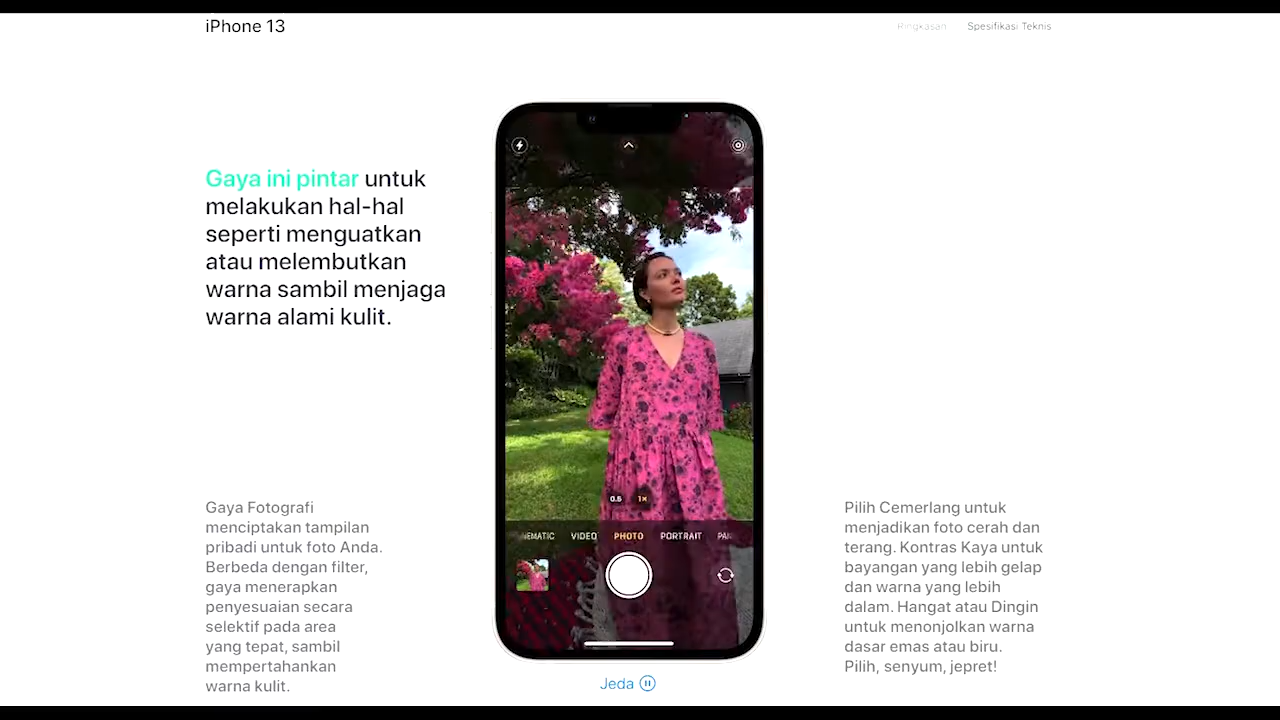 iPhone 13
Ringkasan
Spesifikasi Teknis
Gaya ini pintar untuk
melakukan hal-hal
seperti menguatkan
atau melembutkan
warna sambil menjaga
warna alami kulit.
0.5 1×
EMATIC VIDEO PHOTO PORTRAIT PAN
Gaya Fotografi
menciptakan tampilan
pribadi untuk foto Anda.
Berbeda dengan filter,
gaya menerapkan
penyesuaian secara
selektif pada area
yang tepat, sambil
mempertahankan
warna kulit.
Pilih Cemerlang untuk
menjadikan foto cerah dan
terang. Kontras Kaya untuk
bayangan yang lebih gelap
dan warna yang lebih
dalam. Hangat atau Dingin
untuk menonjolkan warna
dasar emas atau biru.
Pilih, senyum, jepret!
Jeda